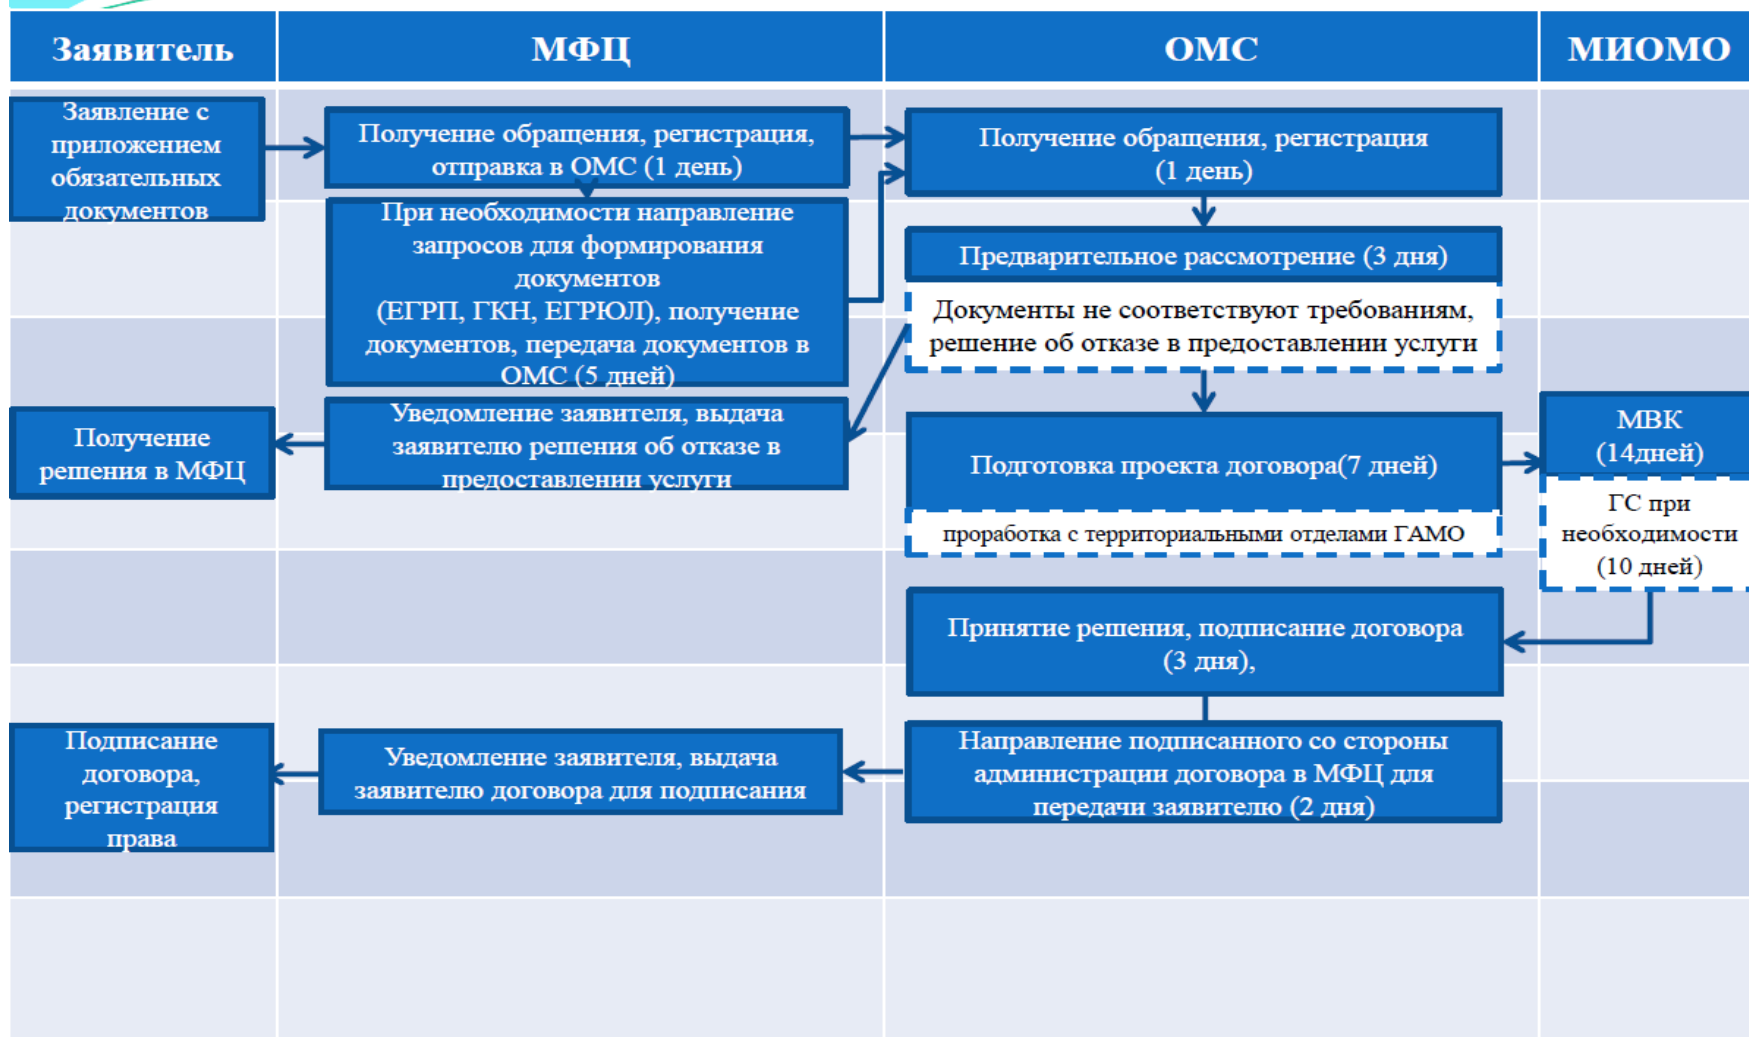 Заявитель
МФЦ
ОМС
МИОМО
Заявление с
приложением
обязательных
документов
Получение обращения, регистрация,
отправка в ОМС (1 день)
Получение обращения, регистрация
(1 день)
При необходимости направление
запросов для формирования
документов
(ЕГРП, ГКН, ЕГРЮЛ), получение
документов, передача документов в
ОМС (5 дней)
Предварительное рассмотрение (3 дня)
Документы не соответствуют требованиям,
решение об отказе в предоставлении услуги
Получение
решения в МФЦ
Уведомление заявителя, выдача
заявителю решения об отказе в
предоставлении услуги
Подготовка проекта договора(7 дней)
проработка с территориальными отделами ГАМО
МВК
(14дней)
ГС при
необходимости
(10 дней)
Принятие решения, подписание договора
(3 дня),
Подписание
договора,
регистрация
права
Уведомление заявителя, выдача
заявителю договора для подписания
Направление подписанного со стороны
администрации договора в МФЦ для
передачи заявителю (2 дня)